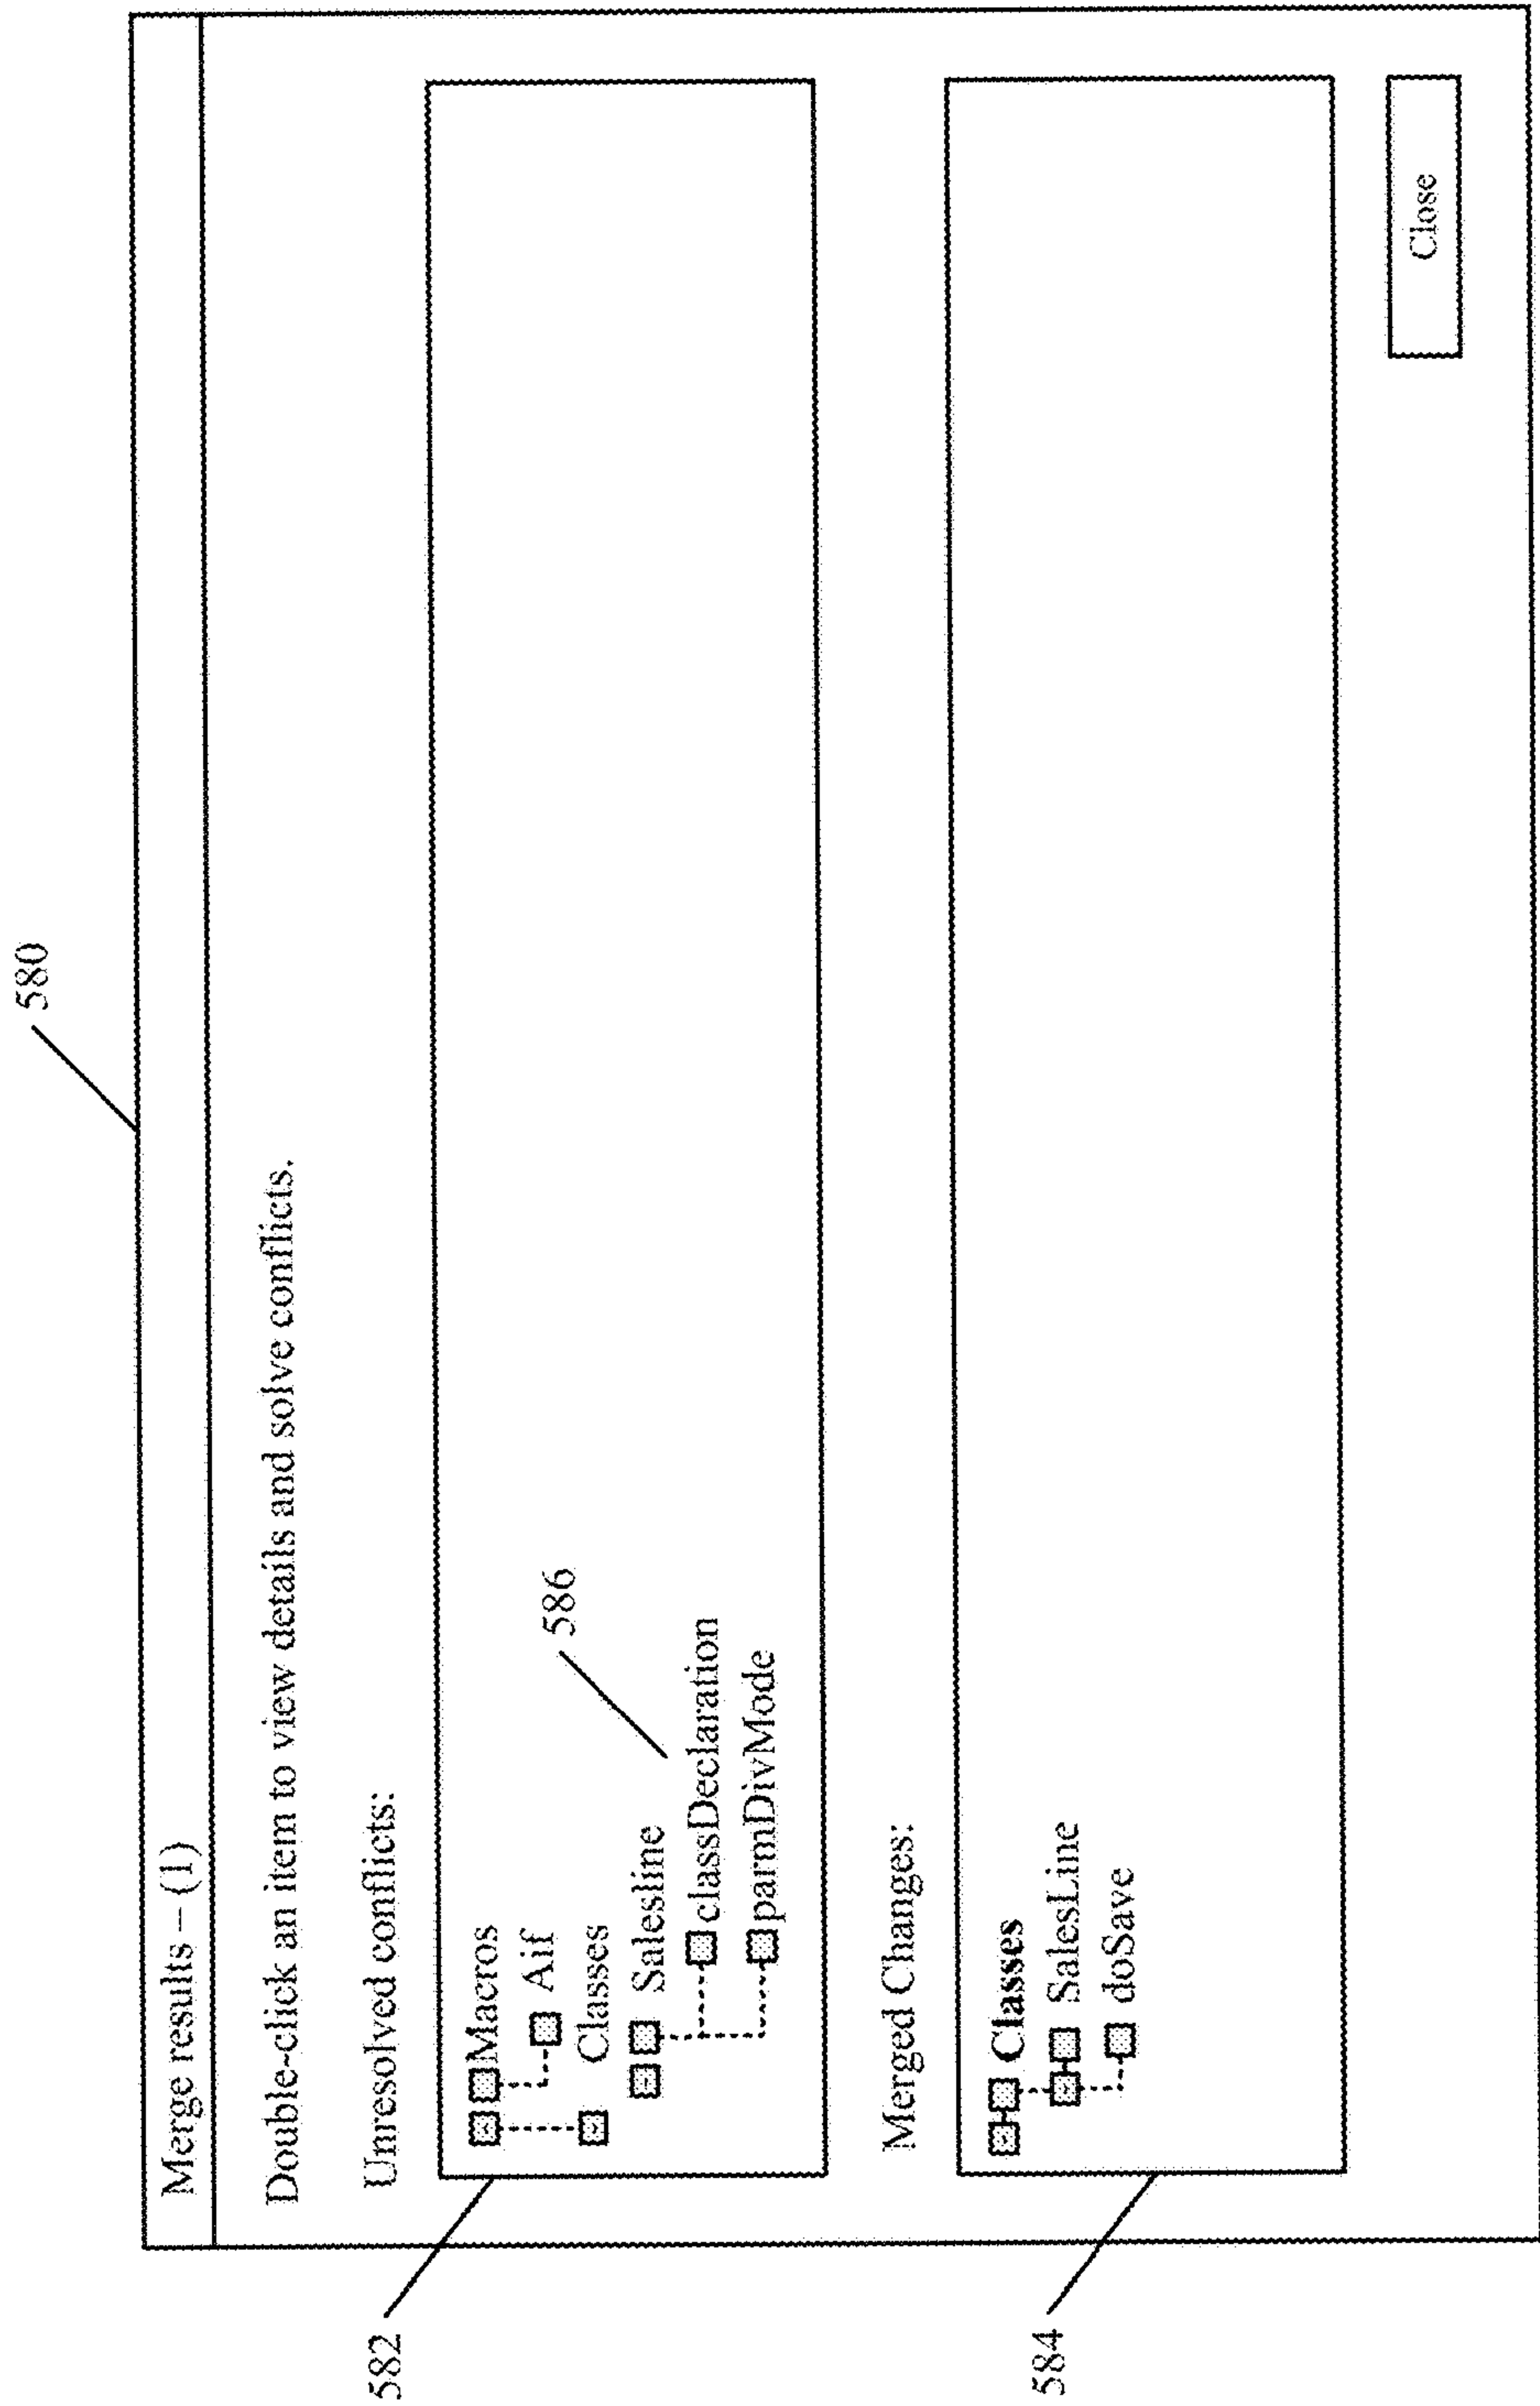 580
Merge results – (1)
Double-click an item to view details and solve conflicts.
Unresolved conflicts:
582
Macros
Aif
Classes
Salesline
586
classDeclaration
parmDivMode
Merged Changes:
584
Classes
SalesLine
doSave
Close